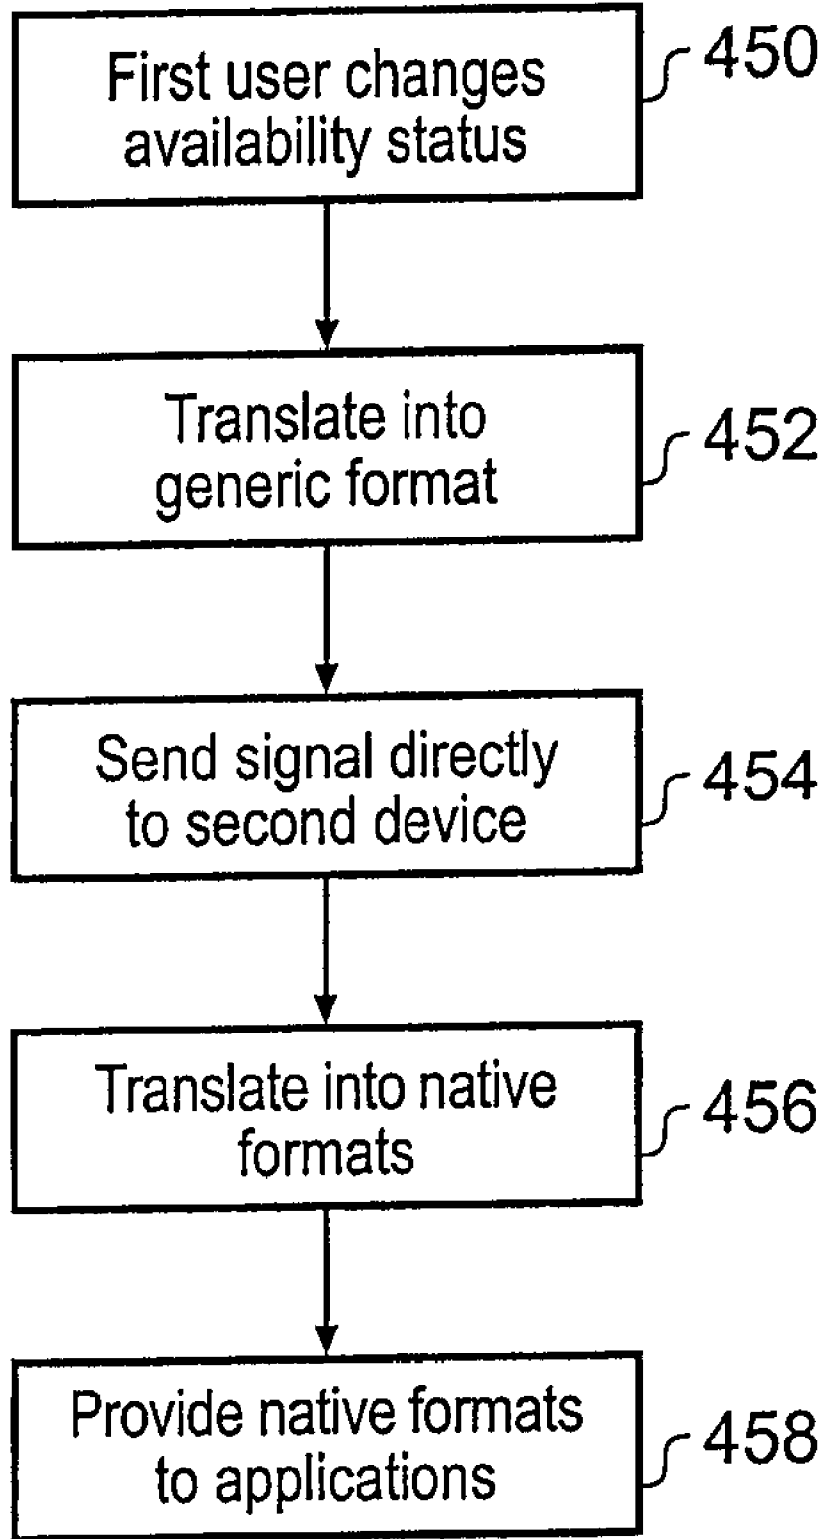 First user changes
availability status
450
Translate into
generic format
452
Send signal directly
to second device
454
Translate into native
formats
456
Provide native formats
to applications
458